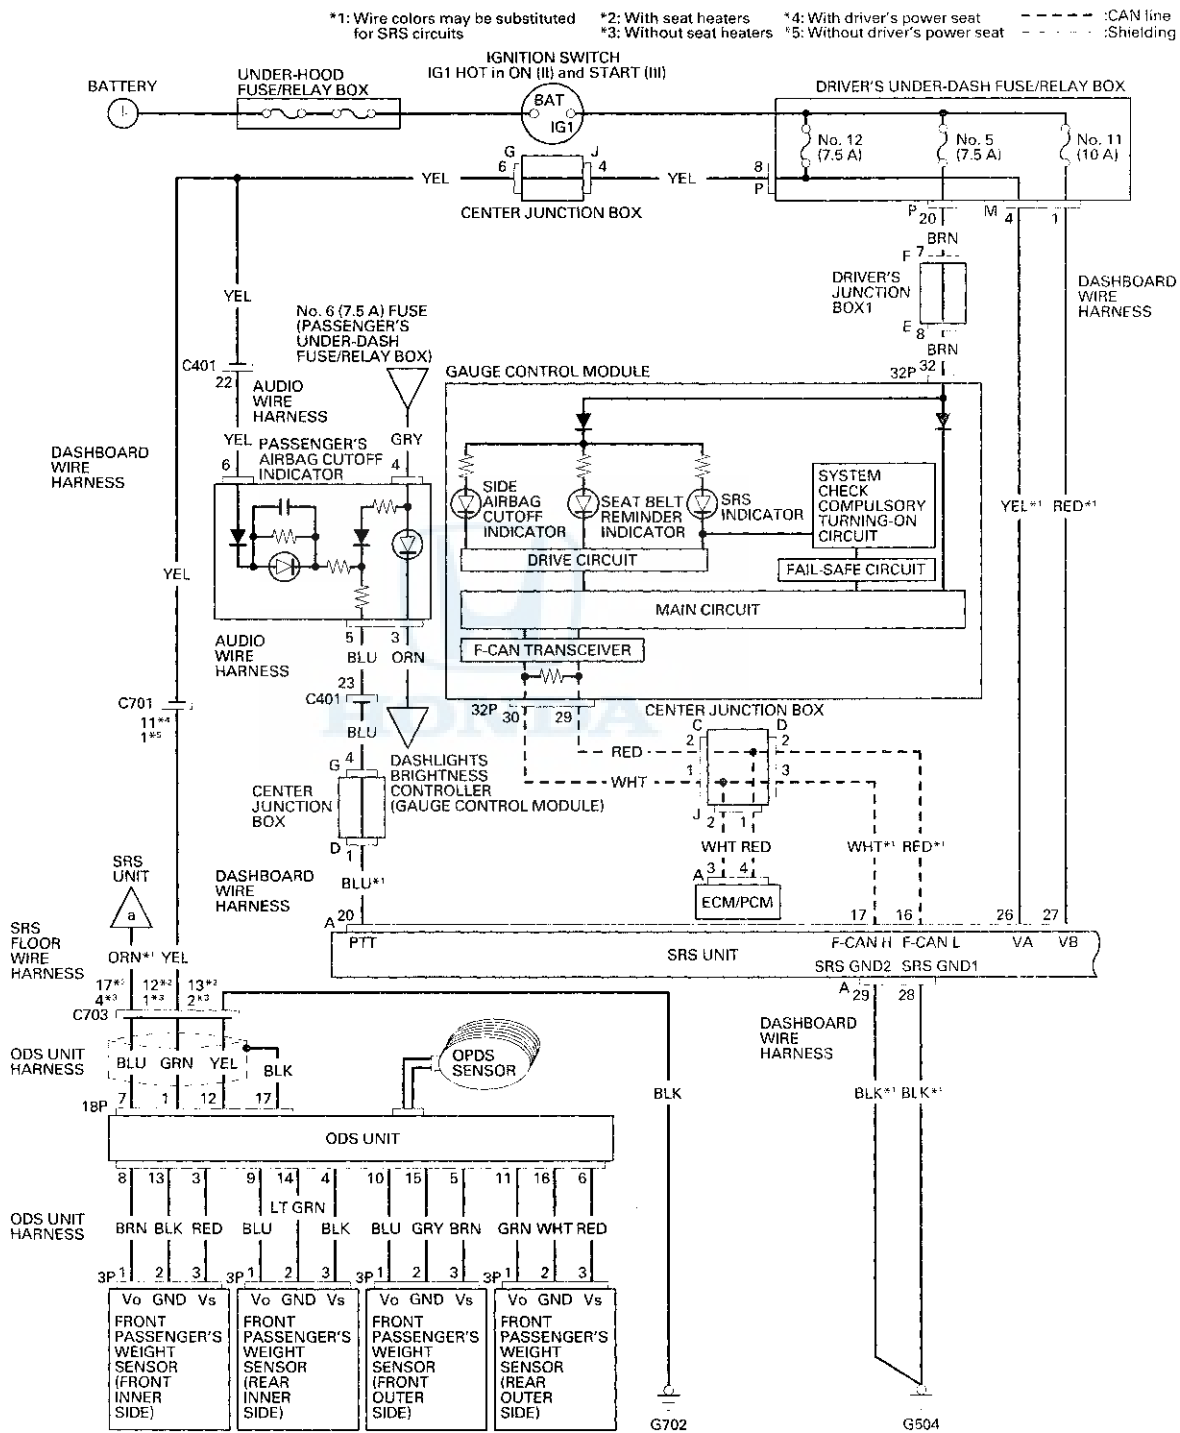 *1: Wire colors may be substituted for SRS circuits
*2: With seat heaters
*3: Without seat heaters
*4: With driver's power seat
*5: Without driver's power seat
:CAN line
:Shielding
BATTERY
UNDER-HOOD
FUSE/RELAY BOX
IGNITION SWITCH
IG1 HOT in ON (II) and START (III)
BAT
IG1
DRIVER'S UNDER-DASH FUSE/RELAY BOX
No. 12
(7.5 A)
No. 5
(7.5 A)
No. 11
(10 A)
YEL
G
6
J
4
YEL
8
P
CENTER JUNCTION BOX
P
20
M
4
1
BRN
F
7
DRIVER'S
JUNCTION
BOX1
E
8
BRN
DASHBOARD
WIRE
HARNESS
YEL
No. 6 (7.5 A) FUSE
(PASSENGER'S
UNDER-DASH
FUSE/RELAY BOX)
C401
22
AUDIO
WIRE
HARNESS
GAUGE CONTROL MODULE
32P
32
DASHBOARD
WIRE
HARNESS
YEL
6
PASSENGER'S
AIRBAG CUTOFF
INDICATOR
GRY
4
SIDE
AIRBAG
CUTOFF
INDICATOR
SEAT BELT
REMINDER
INDICATOR
SRS
INDICATOR
SYSTEM
CHECK
COMPULSORY
TURNING-ON
CIRCUIT
YEL*1
RED*1
DRIVE CIRCUIT
FAIL-SAFE CIRCUIT
YEL
MAIN CIRCUIT
AUDIO
WIRE
HARNESS
5
3
BLU
ORN
F-CAN TRANSCEIVER
23
C401
BLU
C701
11*4
1*5
32P
30
29
CENTER JUNCTION BOX
C
D
2
2
1
3
RED
WHT
G
4
CENTER
JUNCTION
BOX
D
1
DASHLIGHTS
BRIGHTNESS
CONTROLLER
(GAUGE CONTROL MODULE)
J
2
1
WHT
RED
WHT*1
RED*1
A
3
4
ECM/PCM
SRS
UNIT
a
DASHBOARD
WIRE
HARNESS
BLU*1
A
20
17
16
26
27
PTT
F-CAN H
F-CAN L
VA
VB
SRS UNIT
SRS GND2
SRS GND1
A
29
28
SRS
FLOOR
WIRE
HARNESS
ORN*1
YEL
12*2
13*2
4*3
1*3
2*3
C703
DASHBOARD
WIRE
HARNESS
ODS UNIT
HARNESS
BLU
GRN
YEL
BLK
OPDS
SENSOR
18P
7
1
12
17
BLK
BLK*1
BLK*1
ODS UNIT
8
13
3
9
14
4
10
15
5
11
16
6
ODS UNIT
HARNESS
LT GRN
BRN
BLK
RED
BLU
BLK
BLU
GRY
BRN
GRN
WHT
RED
3P
1
2
3
3P
1
2
3
3P
1
2
3
3P
1
2
3
Vo GND Vs
Vo GND Vs
Vo GND Vs
Vo GND Vs
FRONT
PASSENGER'S
WEIGHT
SENSOR
(FRONT
INNER
SIDE)
FRONT
PASSENGER'S
WEIGHT
SENSOR
(REAR
INNER
SIDE)
FRONT
PASSENGER'S
WEIGHT
SENSOR
(FRONT
OUTER
SIDE)
FRONT
PASSENGER'S
WEIGHT
SENSOR
(REAR
OUTER
SIDE)
G702
G504
HONDA